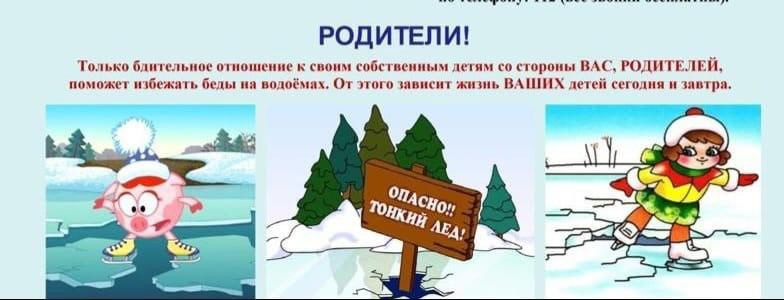 по телефону: 112 (все звонки бесплатны).
РОДИТЕЛИ!
Только бдительное отношение к своим собственным детям со стороны ВАС, РОДИТЕЛЕЙ,
поможет избежать беды на водоёмах. От этого зависит жизнь ВАШИХ детей сегодня и завтра.
ОПАСНО!!
ТОНКИЙ ЛЕД!